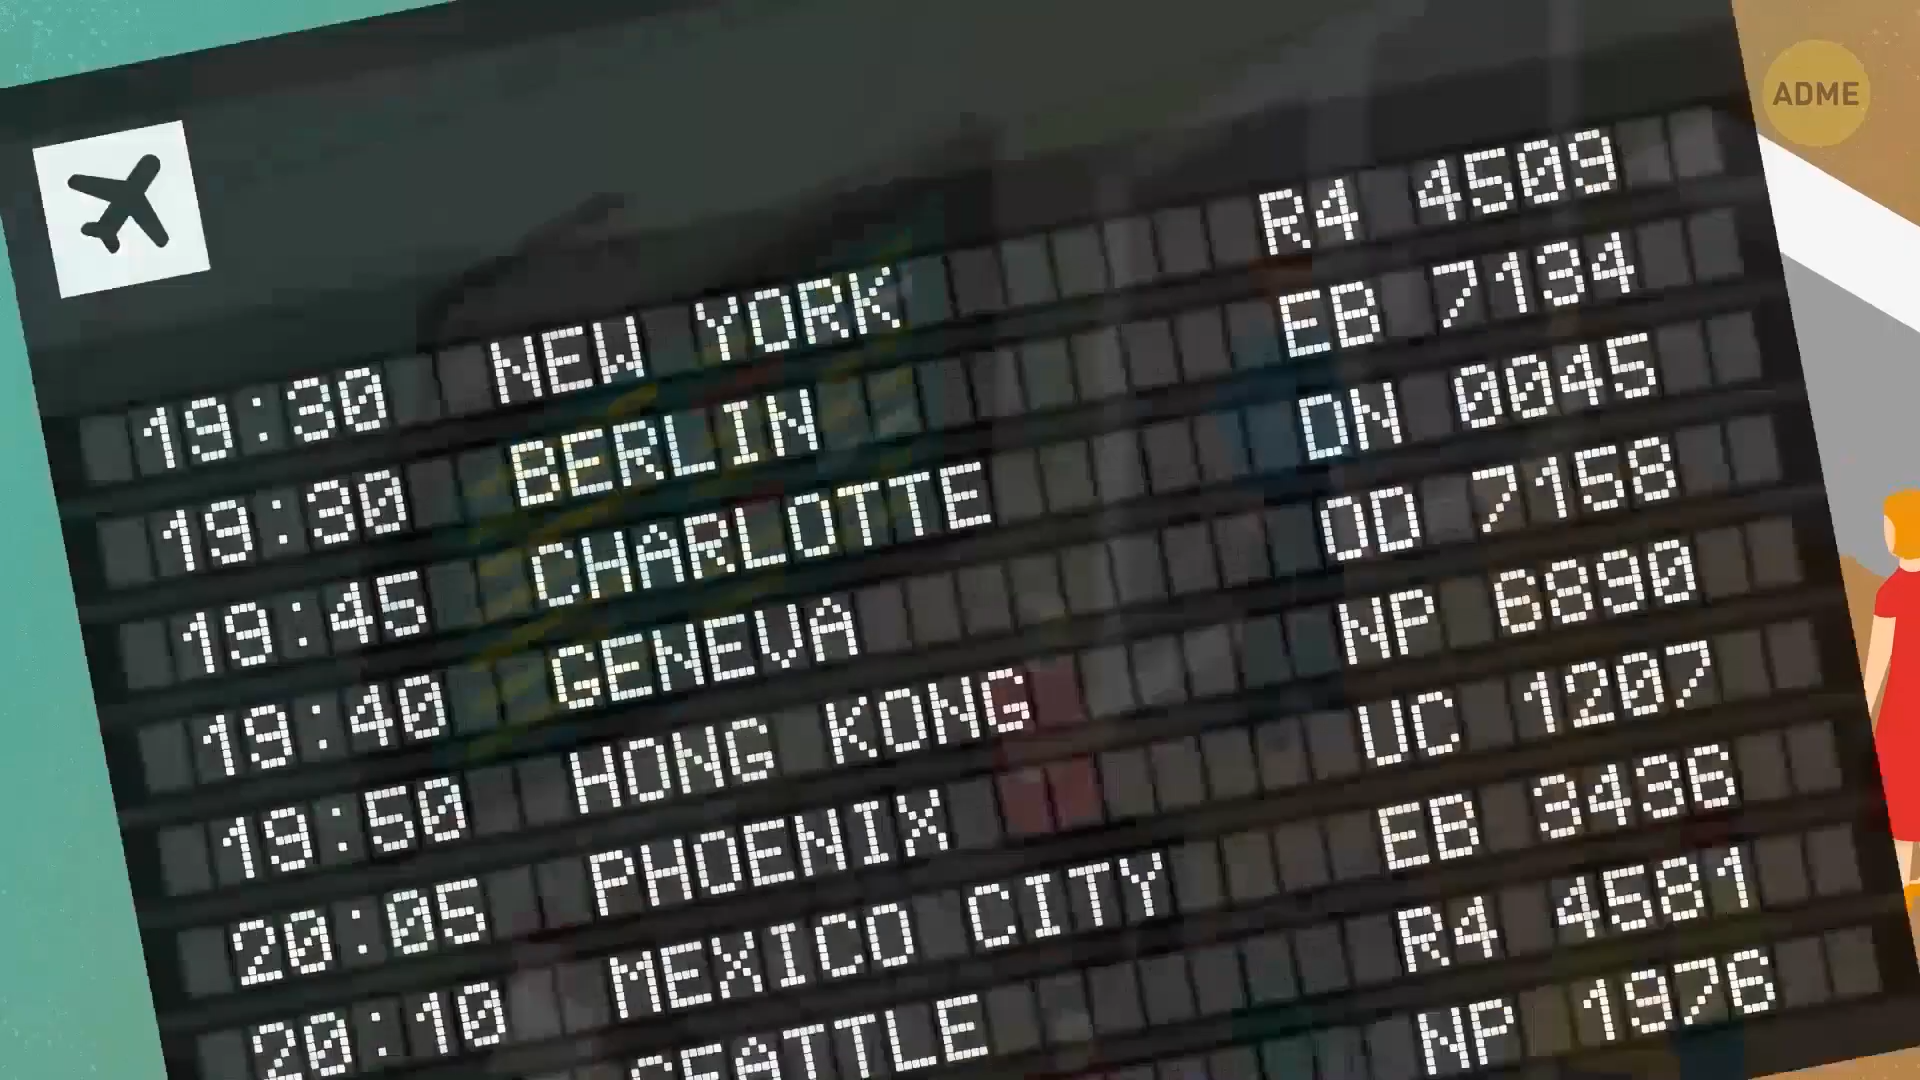 ADME
19:30 NEW YORK R4 4509
19:30 BERLIN EB 7134
19:45 CHARLOTTE DN 0045
19:40 GENEVA OD 7158
19:50 HONG KONG NP 6890
20:05 PHOENIX UC 1207
20:10 MEXICO CITY EB 3436
SEATTLE R4 4581
NP 1976